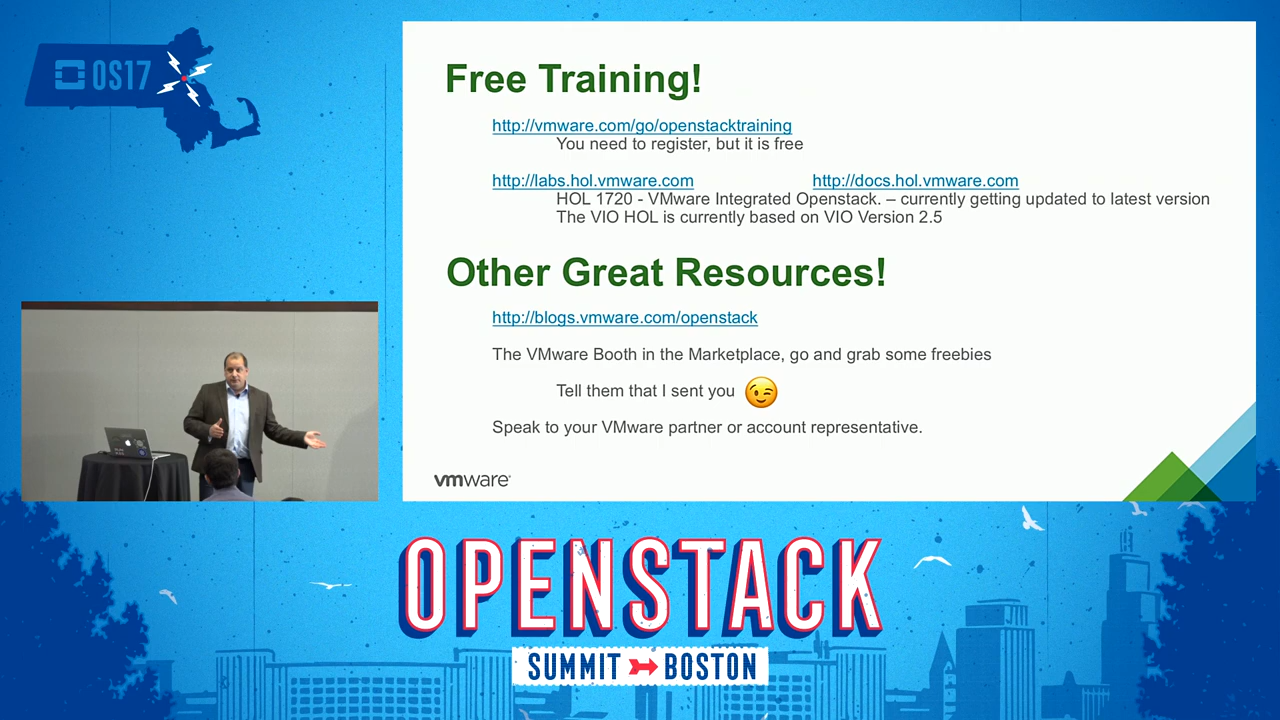 OS17
Free Training!
http://vmware.com/go/openstacktraining
You need to register, but it is free
http://labs.hol.vmware.com http://docs.hol.vmware.com
HOL 1720 - VMware Integrated Openstack. – currently getting updated to latest version
The VIO HOL is currently based on VIO Version 2.5
Other Great Resources!
http://blogs.vmware.com/openstack
The VMware Booth in the Marketplace, go and grab some freebies
Tell them that I sent you 😉
Speak to your VMware partner or account representative.
vmware®
OPENSTACK
SUMMIT BOSTON